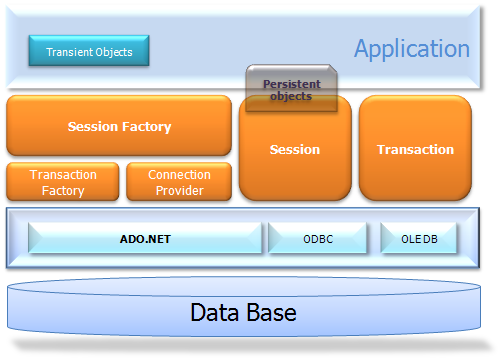 Transient Objects
Application
Persistent
objects
Session Factory
Session
Transaction
Transaction
Factory
Connection
Provider
ADO.NET
ODBC
OLE DB
Data Base